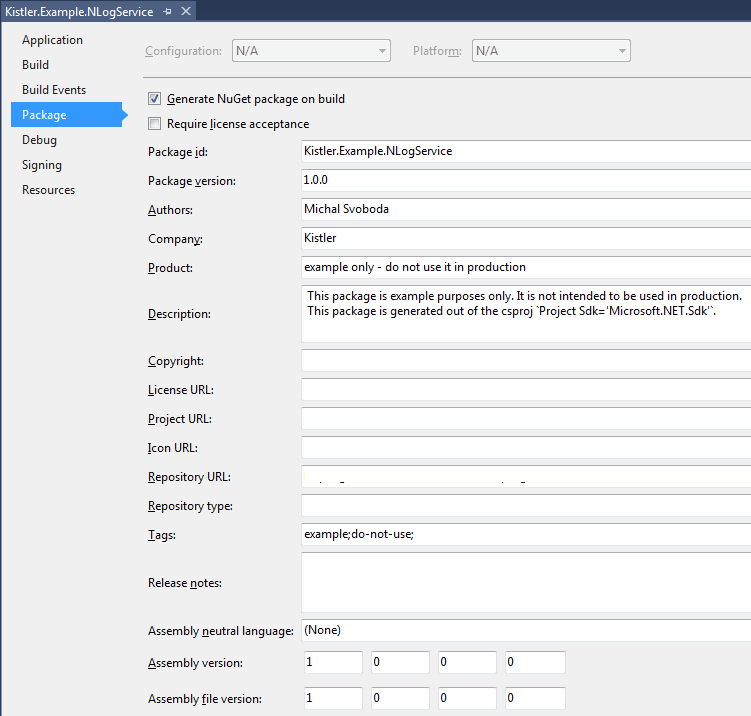 Kistler.Example.NLogService
Application
Build
Build Events
Package
Debug
Signing
Resources
Configuration: N/A Platform: N/A
Generate NuGet package on build
Require license acceptance
Package id: Kistler.Example.NLogService
Package version: 1.0.0
Authors: Michal Svoboda
Company: Kistler
Product: example only - do not use it in production
Description: This package is example purposes only. It is not intended to be used in production.
This package is generated out of the csproj `Project Sdk='Microsoft.NET.Sdk'`.
Copyright:
License URL:
Project URL:
Icon URL:
Repository URL:
Repository type:
Tags: example;do-not-use;
Release notes:
Assembly neutral language: (None)
Assembly version: 1 0 0 0
Assembly file version: 1 0 0 0